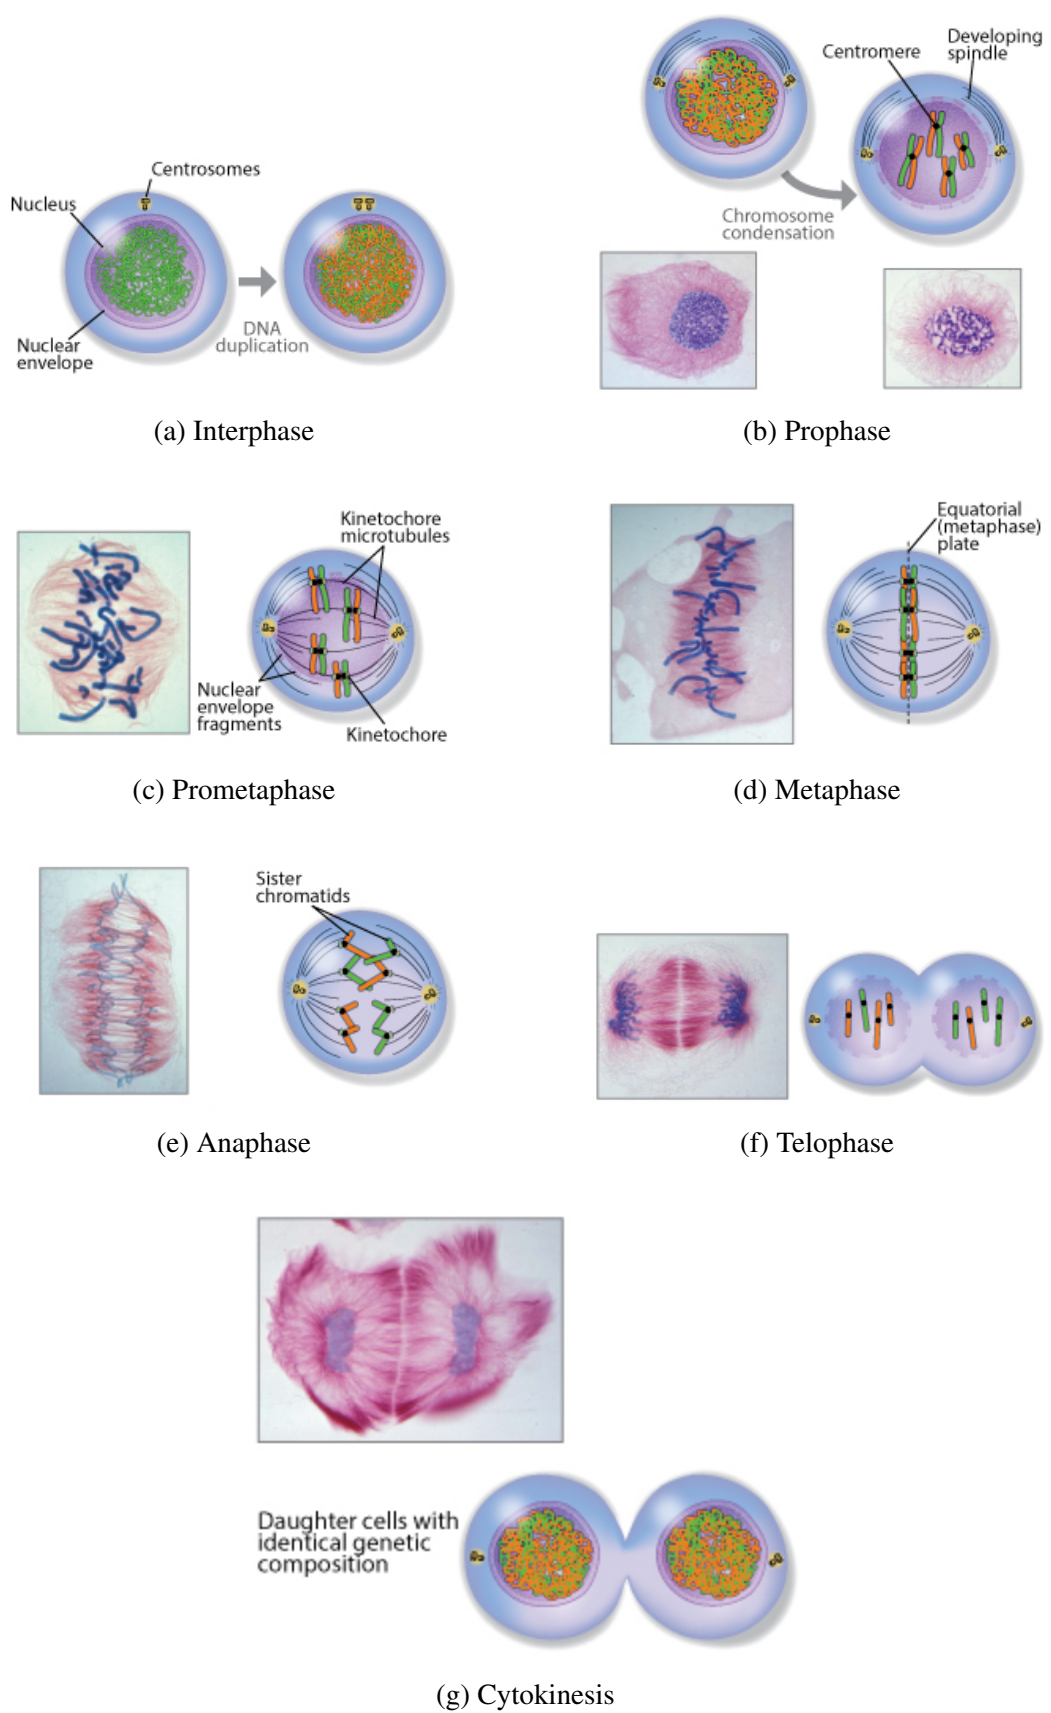 Centrosomes
Nucleus
Nuclear
envelope
DNA
duplication
(a) Interphase
Centromere
Developing
spindle
Chromosome
condensation
(b) Prophase
Kinetochore
microtubules
Nuclear
envelope
fragments
Kinetochore
(c) Prometaphase
Equatorial
(metaphase)
plate
(d) Metaphase
Sister
chromatids
(e) Anaphase
(f) Telophase
Daughter cells with
identical genetic
composition
(g) Cytokinesis